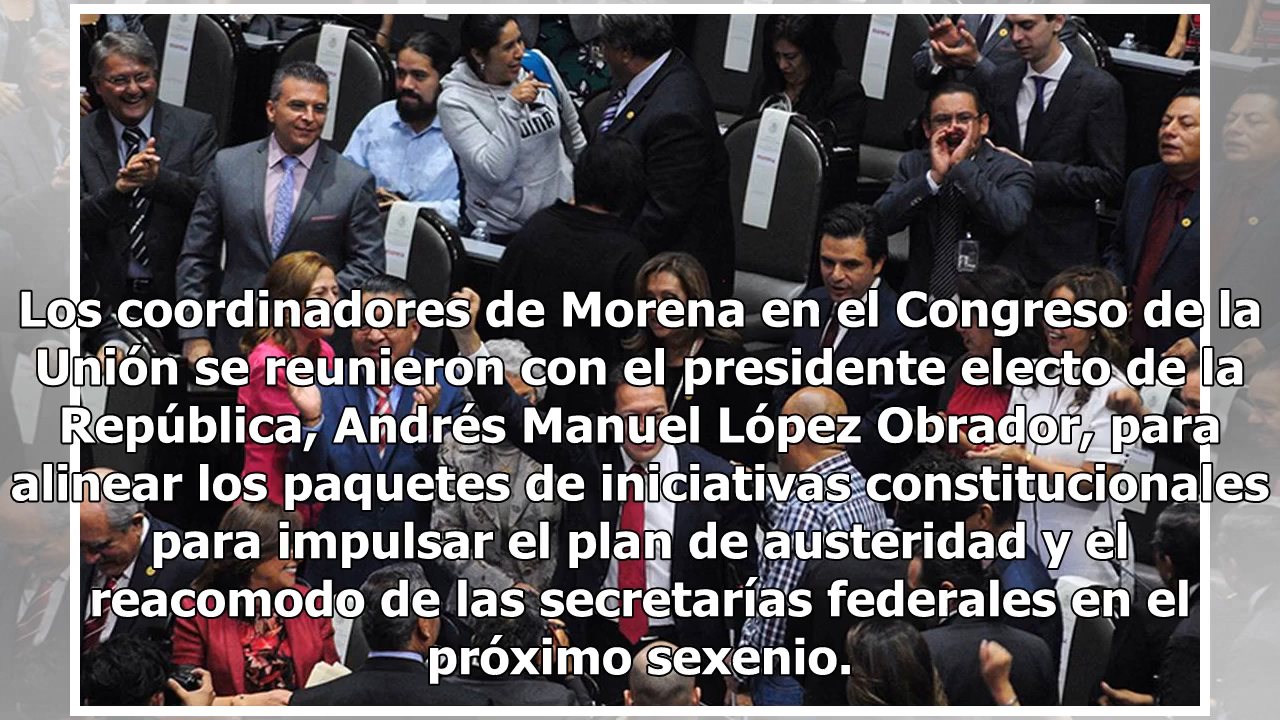 Los coordinadores de Morena en el Congreso de la
Unión se reunieron con el presidente electo de la
República, Andrés Manuel López Obrador, para
alinear los paquetes de iniciativas constitucionales
para impulsar el plan de austeridad y el
reacomodo de las secretarías federales en el
próximo sexenio.